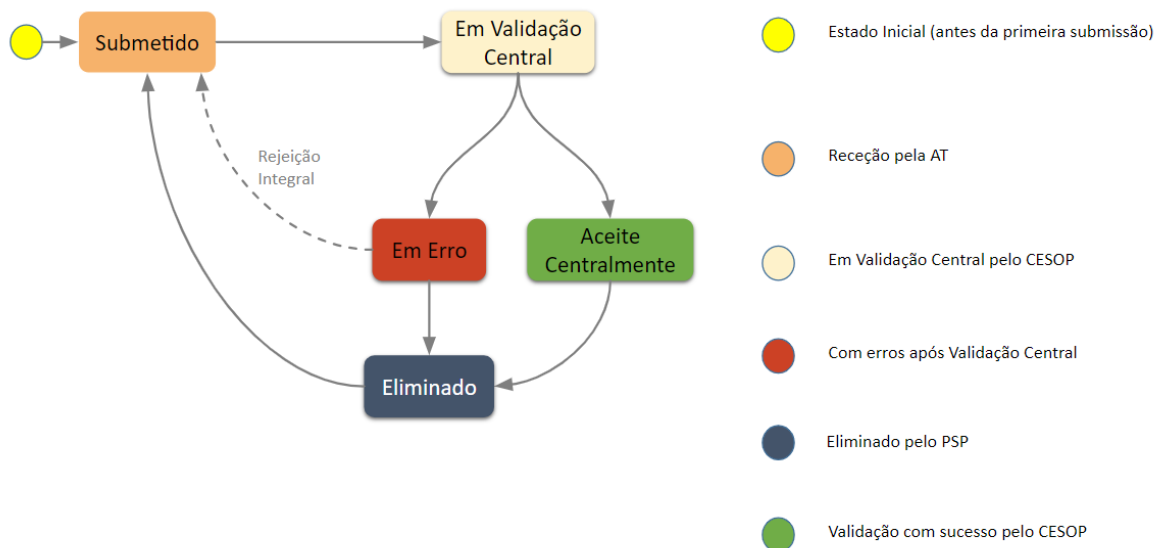 Submetido
Em Validação
Central
Rejeição
Integral
Em Erro
Aceite
Centralmente
Eliminado
Estado Inicial (antes da primeira submissão)
Receção pela AT
Em Validação Central pelo CESOP
Com erros após Validação Central
Eliminado pelo PSP
Validação com sucesso pelo CESOP